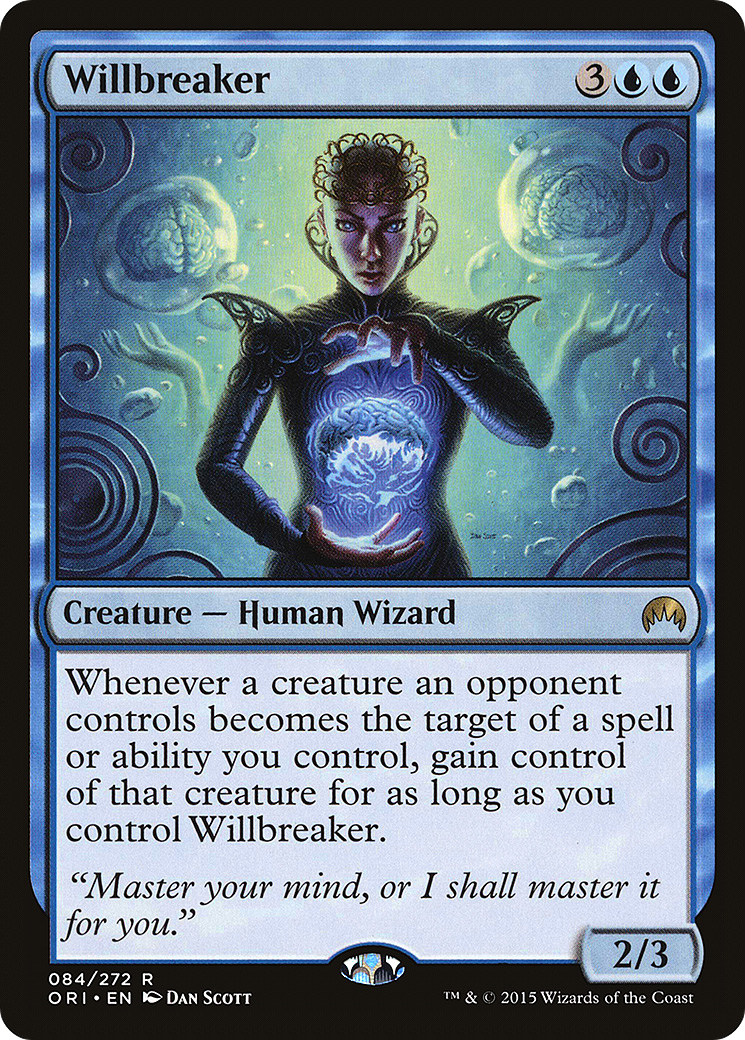 Willbreaker 3
Dan Scott
Creature — Human Wizard
Whenever a creature an opponent
controls becomes the target of a spell
or ability you control, gain control
of that creature for as long as you
control Willbreaker.
“Master your mind, or I shall master it
for you.”
2/3
084/272 R
ORI • EN Dan Scott
™ & © 2015 Wizards of the Coast